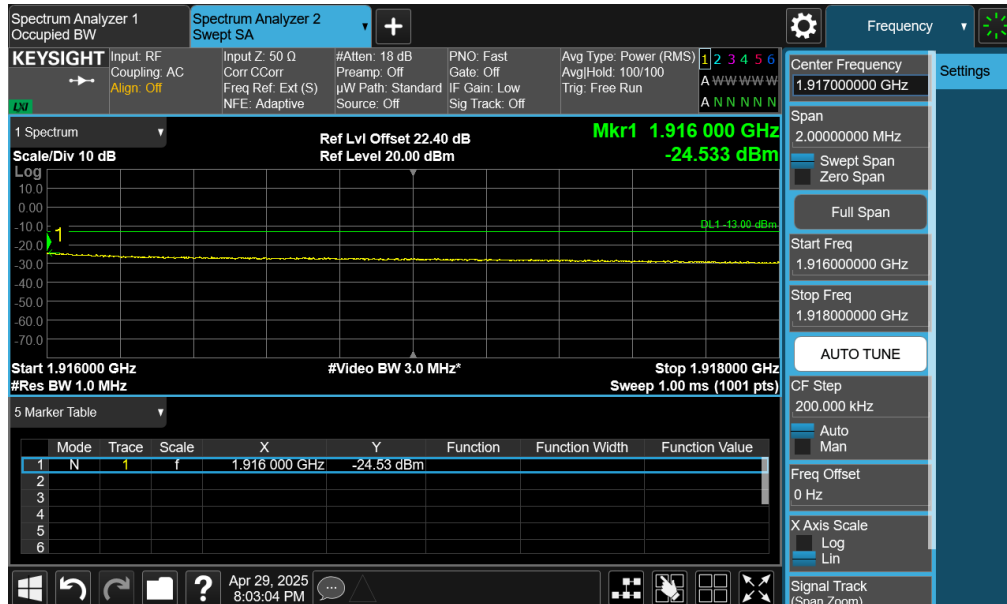 Spectrum Analyzer 1
Occupied BW
Spectrum Analyzer 2
Swept SA
▼
+
Frequency
▼
KEYSIGHT
LXI
Input: RF
Coupling: AC
Align: Off
Input Z: 50 Ω
Corr CCorr
Freq Ref: Ext (S)
NFE: Adaptive
#Atten: 18 dB
Preamp: Off
µW Path: Standard
Source: Off
PNO: Fast
Gate: Off
IF Gain: Low
Sig Track: Off
Avg Type: Power (RMS)
Avg|Hold: 100/100
Trig: Free Run
1 2 3 4 5 6
A W W W W W
A N N N N N
1 Spectrum ▼
Scale/Div 10 dB
Log
Ref Lvl Offset 22.40 dB
Ref Level 20.00 dBm
Mkr1 1.916 000 GHz
-24.533 dBm
10.0
0.00
-10.0
-20.0
-30.0
-40.0
-50.0
-60.0
-70.0
1
DL1 -13.00 dBm
Start 1.916000 GHz
#Res BW 1.0 MHz
#Video BW 3.0 MHz*
Stop 1.918000 GHz
Sweep 1.00 ms (1001 pts)
5 Marker Table ▼
Mode Trace Scale X Y Function Function Width Function Value
1 N 1 f 1.916 000 GHz -24.53 dBm
2
3
4
5
6
Center Frequency
1.917000000 GHz
Span
2.00000000 MHz
Swept Span
Zero Span
Full Span
Start Freq
1.916000000 GHz
Stop Freq
1.918000000 GHz
AUTO TUNE
CF Step
200.000 kHz
Auto
Man
Freq Offset
0 Hz
X Axis Scale
Log
Lin
Signal Track
(Span Zoom)
Settings
?
Apr 29, 2025
8:03:04 PM